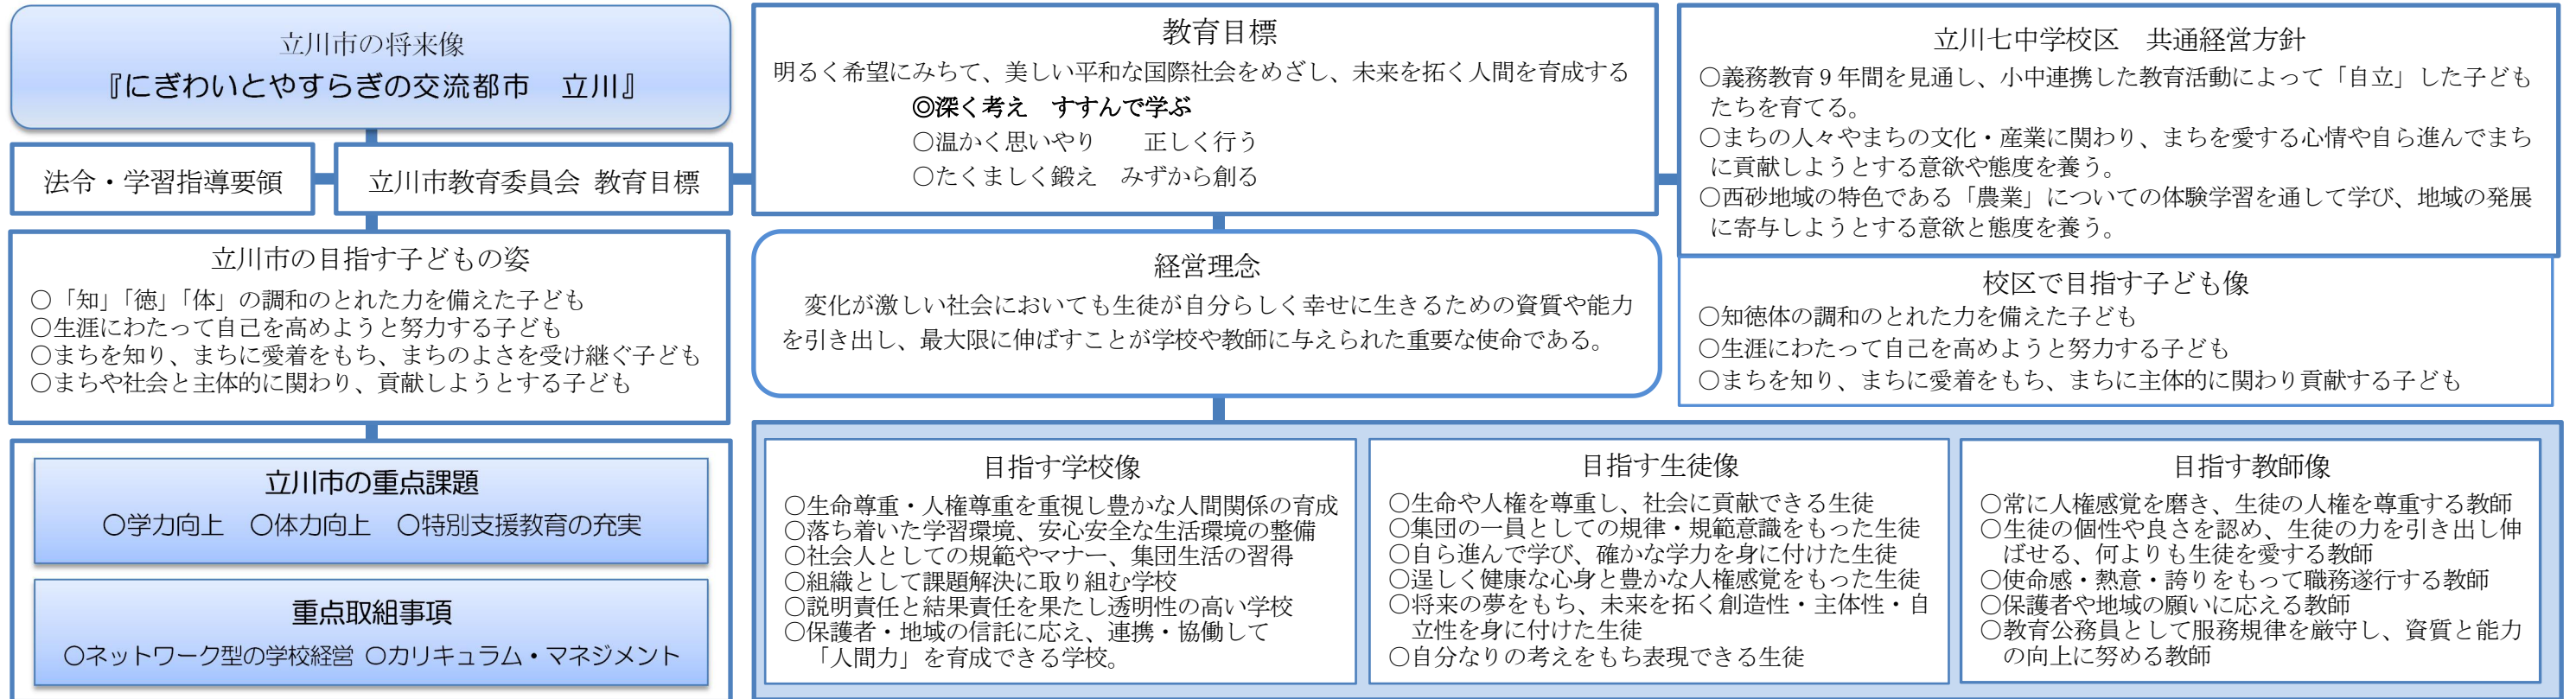 立川市の将来像
『にぎわいとやすらぎの交流都市　立川』
法令・学習指導要領
立川市教育委員会 教育目標
立川市の目指す子どもの姿
○「知」「徳」「体」の調和のとれた力を備えた子ども
○生涯にわたって自己を高めようと努力する子ども
○まちを知り、まちに愛着をもち、まちのよさを受け継ぐ子ども
○まちや社会と主体的に関わり、貢献しようとする子ども
立川市の重点課題
○学力向上　○体力向上　○特別支援教育の充実
重点取組事項
○ネットワーク型の学校経営 ○カリキュラム・マネジメント
教育目標
明るく希望にみちて、美しい平和な国際社会をめざし、未来を拓く人間を育成する
◎深く考え　すすんで学ぶ
○温かく思いやり　　正しく行う
○たくましく鍛え　みずから創る
経営理念
変化が激しい社会においても生徒が自分らしく幸せに生きるための資質や能力
を引き出し、最大限に伸ばすことが学校や教師に与えられた重要な使命である。
立川七中学校区　共通経営方針
○義務教育９年間を見通し、小中連携した教育活動によって「自立」した子ども
たちを育てる。
○まちの人々やまちの文化・産業に関わり、まちを愛する心情や自ら進んでまち
に貢献しようとする意欲や態度を養う。
○西砂地域の特色である「農業」についての体験学習を通して学び、地域の発展
に寄与しようとする意欲と態度を養う。
校区で目指す子ども像
○知徳体の調和のとれた力を備えた子ども
○生涯にわたって自己を高めようと努力する子ども
○まちを知り、まちに愛着をもち、まちに主体的に関わり貢献する子ども
目指す学校像
○生命尊重・人権尊重を重視し豊かな人間関係の育成
○落ち着いた学習環境、安心安全な生活環境の整備
○社会人としての規範やマナー、集団生活の習得
○組織として課題解決に取り組む学校
○説明責任と結果責任を果たし透明性の高い学校
○保護者・地域の信託に応え、連携・協働して
「人間力」を育成できる学校。
目指す生徒像
○生命や人権を尊重し、社会に貢献できる生徒
○集団の一員としての規律・規範意識をもった生徒
○自ら進んで学び、確かな学力を身に付けた生徒
○逞しく健康な心身と豊かな人権感覚をもった生徒
○将来の夢をもち、未来を拓く創造性・主体性・自
立性を身に付けた生徒
○自分なりの考えをもち表現できる生徒
目指す教師像
○常に人権感覚を磨き、生徒の人権を尊重する教師
○生徒の個性や良さを認め、生徒の力を引き出し伸
ばせる、何よりも生徒を愛する教師
○使命感・熱意・誇りをもって職務遂行する教師
○保護者や地域の願いに応える教師
○教育公務員として服務規律を厳守し、資質と能力
の向上に努める教師